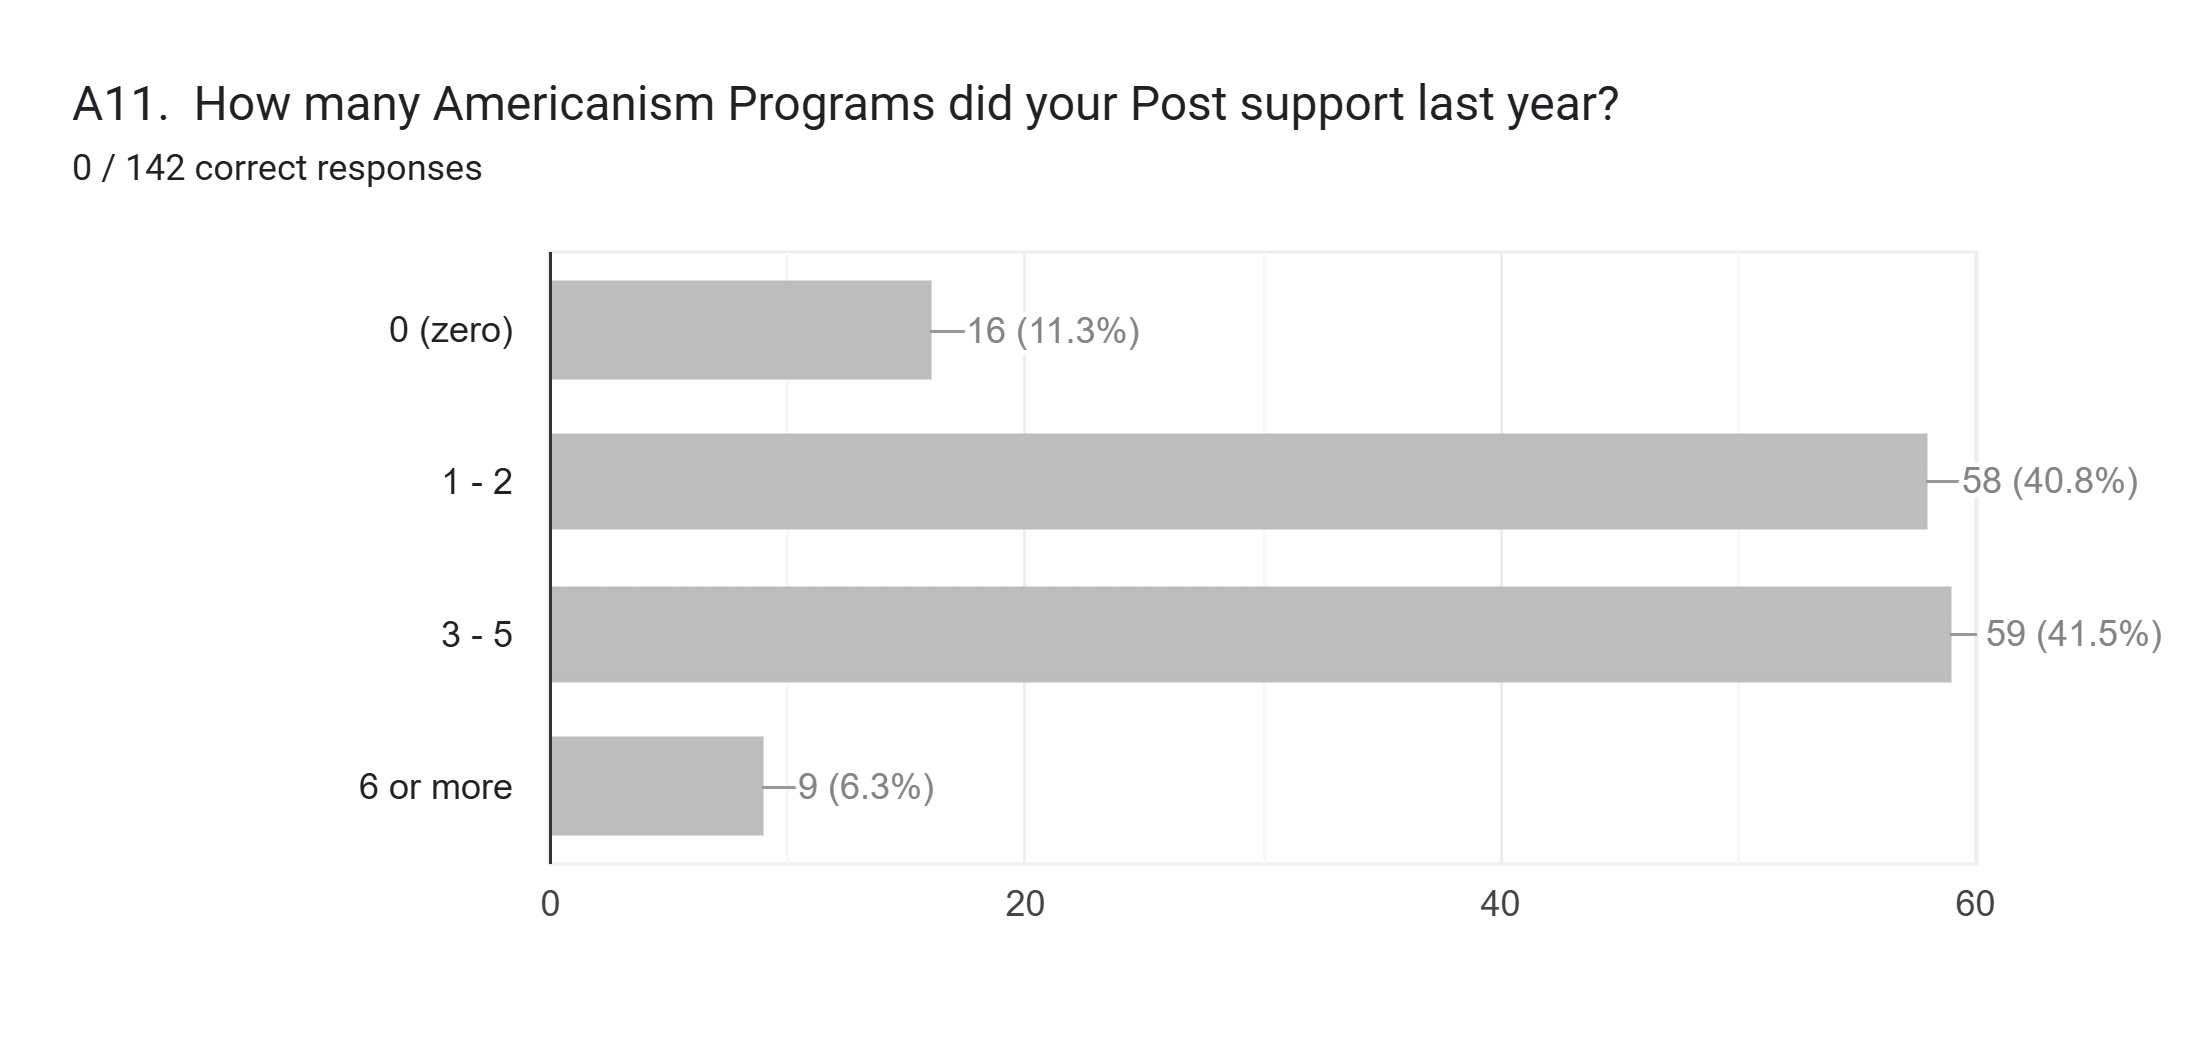 A11.  How many Americanism Programs did your Post support last year?
0 / 142 correct responses
0 (zero) 16 (11.3%)
1 - 2 58 (40.8%)
3 - 5 59 (41.5%)
6 or more 9 (6.3%)
0 20 40 60